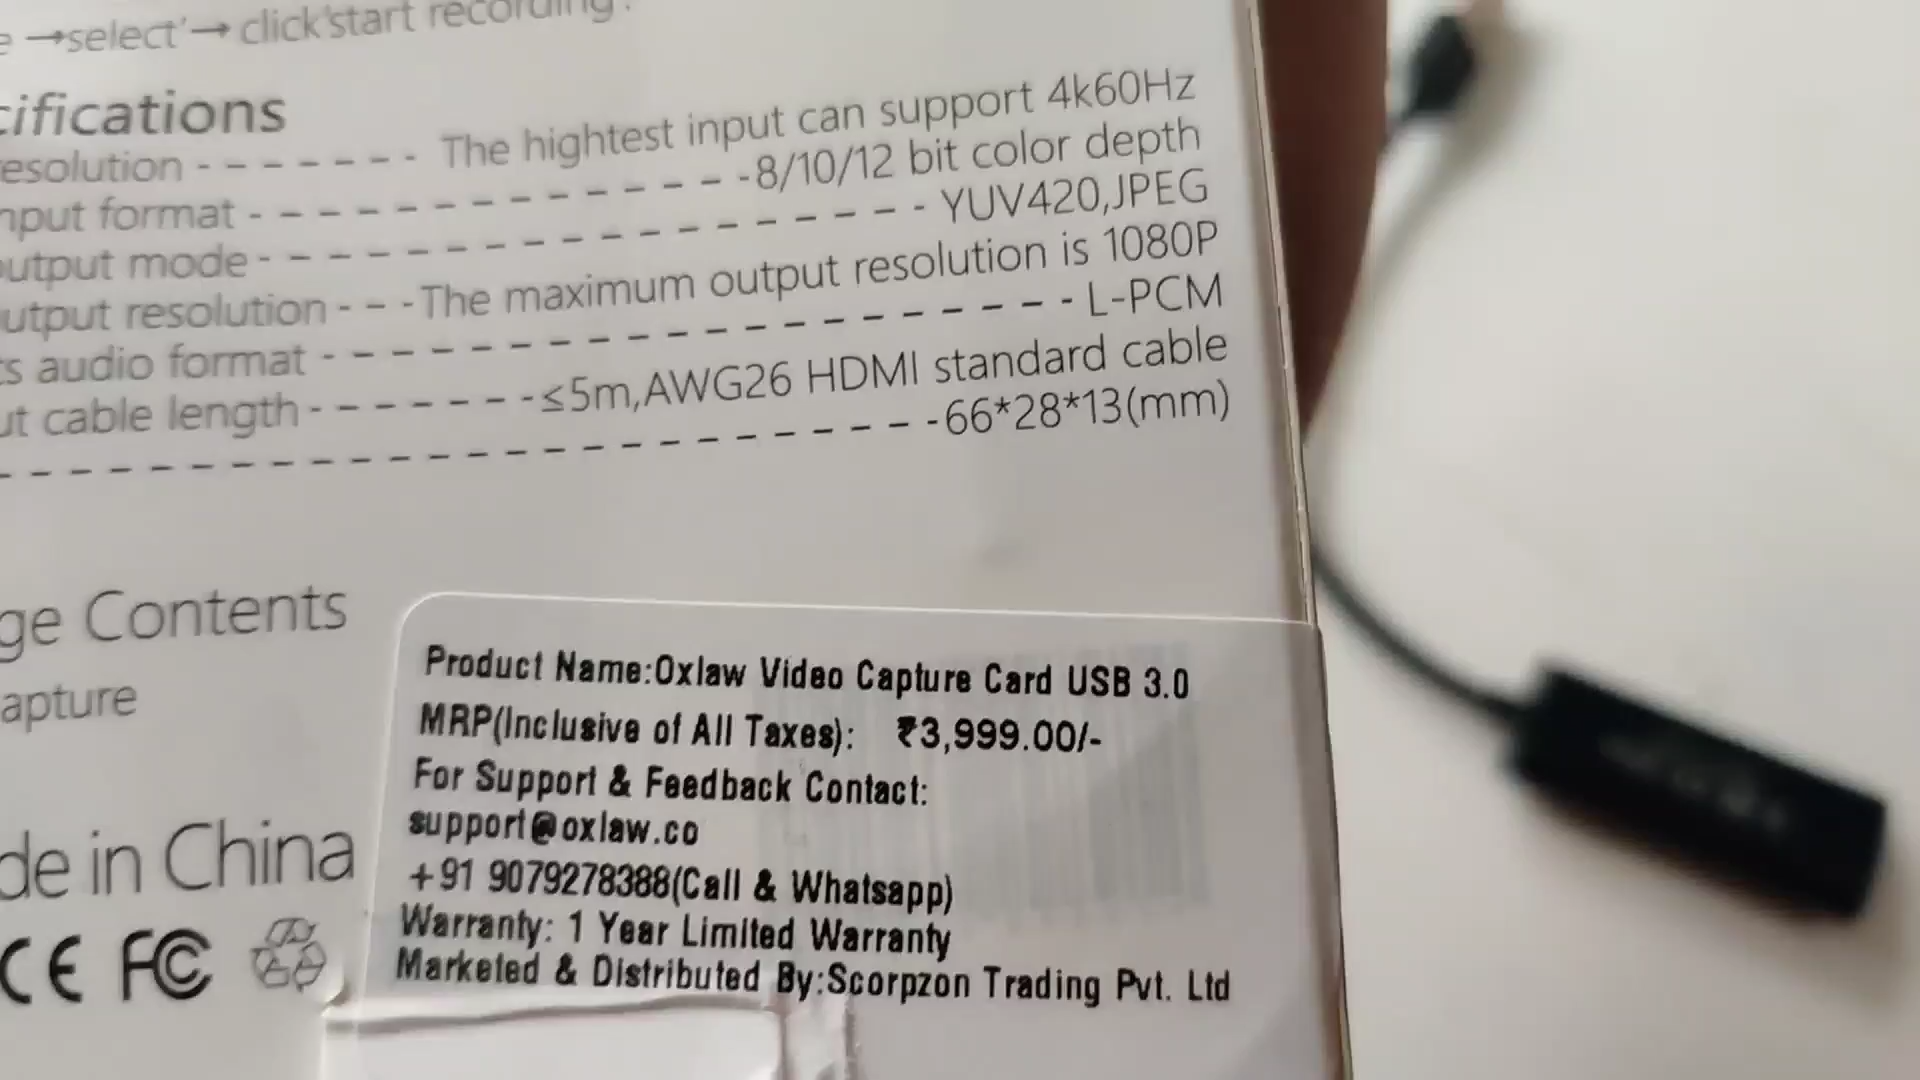 e →select'→ click'start recording'.
cifications
esolution - - - - - - - The hightest input can support 4k60Hz
nput format - - - - - - - - - - - - - -8/10/12 bit color depth
utput mode - - - - - - - - - - - - - - - - - - YUV420,JPEG
utput resolution - - -The maximum output resolution is 1080P
ts audio format - - - - - - - - - - - - - - - - - - - - L-PCM
ut cable length - - - - - - -≤5m,AWG26 HDMI standard cable
- - - - - - - - - - - - - - - - - - - - - - - - -66*28*13(mm)
ge Contents
apture
de in China
CE FC
Product Name:Oxlaw Video Capture Card USB 3.0
MRP(Inclusive of All Taxes): ₹3,999.00/-
For Support & Feedback Contact:
support@oxlaw.co
+91 9079278388(Call & Whatsapp)
Warranty: 1 Year Limited Warranty
Marketed & Distributed By:Scorpzon Trading Pvt. Ltd